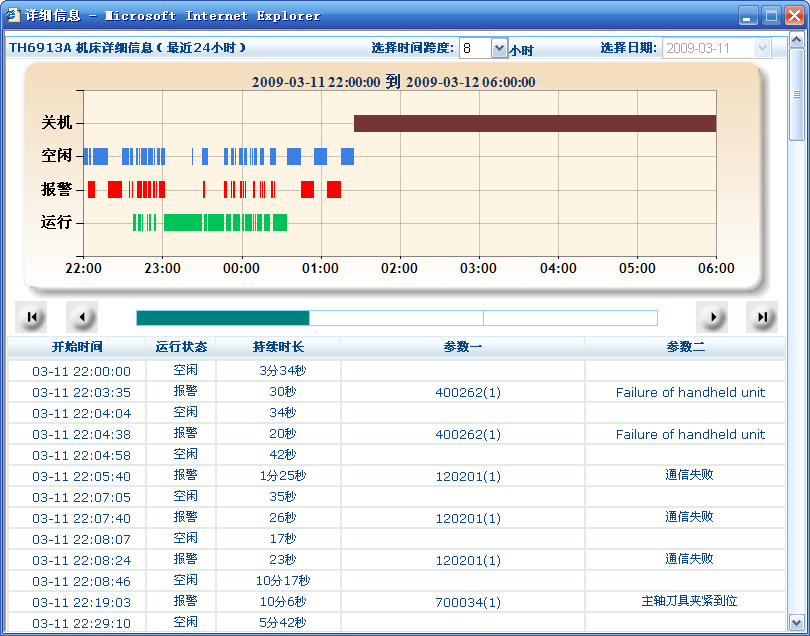 详细信息 - Microsoft Internet Explorer
TH6913A 机床详细信息（最近24小时） 选择时间跨度: 8 小时 选择日期: 2009-03-11
2009-03-11 22:00:00 到 2009-03-12 06:00:00
关机
空闲
报警
运行
22:00 23:00 00:00 01:00 02:00 03:00 04:00 05:00 06:00
开始时间 运行状态 持续时长 参数一 参数二
03-11 22:00:00 空闲 3分34秒
03-11 22:03:35 报警 30秒 400262(1) Failure of handheld unit
03-11 22:04:04 空闲 34秒
03-11 22:04:38 报警 20秒 400262(1) Failure of handheld unit
03-11 22:04:58 空闲 42秒
03-11 22:05:40 报警 1分25秒 120201(1) 通信失败
03-11 22:07:05 空闲 35秒
03-11 22:07:40 报警 26秒 120201(1) 通信失败
03-11 22:08:07 空闲 17秒
03-11 22:08:24 报警 23秒 120201(1) 通信失败
03-11 22:08:46 空闲 10分17秒
03-11 22:19:03 报警 10分6秒 700034(1) 主轴刀具夹紧到位
03-11 22:29:10 空闲 5分42秒